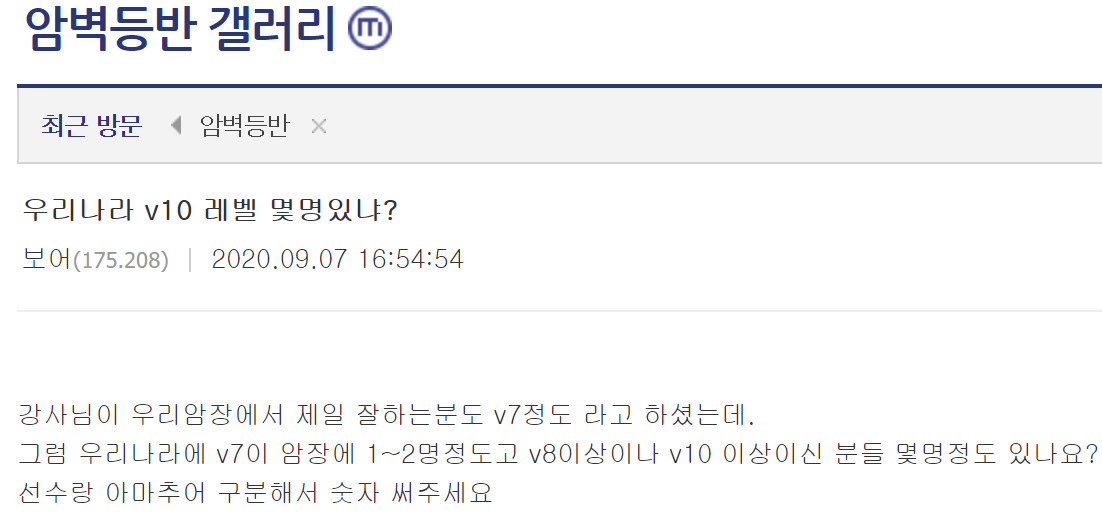 암벽등반 갤러리 m
최근 방문 ◀ 암벽등반 ×
우리나라 v10 레벨 몇명있냐?
보어(175.208) | 2020.09.07 16:54:54
강사님이 우리암장에서 제일 잘하는분도 v7정도 라고 하셨는데.
그럼 우리나라에 v7이 암장에 1~2명정도고 v8이상이나 v10 이상이신 분들 몇명정도 있나요?
선수랑 아마추어 구분해서 숫자 써주세요